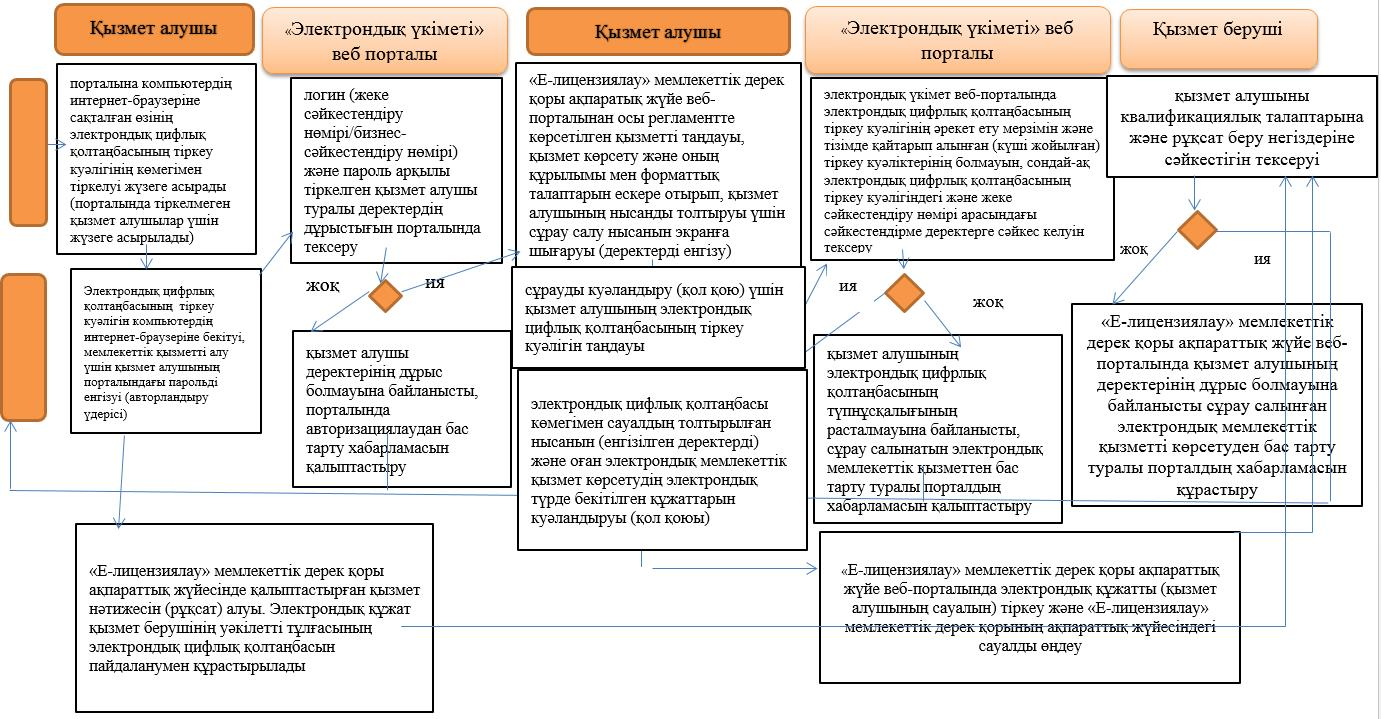 Қызмет алушы
«Электрондық үкіметі»
веб порталы
Қызмет алушы
«Электрондық үкіметі» веб
порталы
Қызмет беруші
порталына компьютердің
интернет-браузеріне
сақталған өзінің
электрондық цифрлық
қолтаңбасының тіркеу
куәлігінің көмегімен
тіркелуі жүзеге асырады
(порталында тіркелмеген
қызмет алушылар үшін
жүзеге асырылады)
логин (жеке
сәйкестендіру
нөмірі/бизнес-
сәйкестендіру нөмірі)
және пароль арқылы
тіркелген қызмет алушы
туралы деректердің
дұрыстығын порталында
тексеру
«Е-лицензиялау» мемлекеттік дерек
қоры ақпаратық жүйе веб-
порталынан осы регламентте
көрсетілген қызметті таңдауы,
қызмет көрсету және оның
құрылымы мен форматтық
талаптарын ескере отырып, қызмет
алушының нысанды толтыруы үшін
сұрау салу нысанын экранға
шығаруы (деректерді енгізу)
электрондық үкімет веб-порталында
электрондық цифрлық қолтаңбасының
тіркеу куәлігінің әрекет ету мерзімін және
тізімде қайтарып алынған (күші жойылған)
тіркеу куәліктерінің болмауын, сондай-ақ
электрондық цифрлық қолтаңбасының
тіркеу куәлігіндегі және жеке
сәйкестендіру нөмірі арасындағы
сәйкестендірме деректерге сәйкес келуін
тексеру
қызмет алушыны
квалификациялық талаптарына
және рұқсат беру негіздеріне
сәйкестігін тексеруі
жоқ
ия
Электрондық цифрлық
қолтаңбасының тіркеу
куәлігін компьютердің
интернет-браузеріне бекітуі,
мемлекеттік қызметті алу
үшін қызмет алушының
порталындағы парольді
енгізуі (авторландыру
үдерісі)
жоқ
ия
сұрауды куәландыру (қол қою) үшін
қызмет алушының электрондық
цифрлық қолтаңбасының тіркеу
куәлігін таңдауы
ия
жоқ
қызмет алушы
деректерінің дұрыс
болмауына байланысты,
порталында
авторизациялаудан бас
тарту хабарламасын
қалыптастыру
электрондық цифлық қолтаңбасы
көмегімен сауалдың толтырылған
нысанын (енгізілген деректерді)
және оған электрондық мемлекеттік
қызмет көрсетудің электрондық
түрде бекітілген құжаттарын
куәландыруы (қол қоюы)
қызмет алушының
электрондық цифрлық
қолтаңбасының
түпнұсқалығының
расталмауына байланысты,
сұрау салынатын электрондық
мемлекеттік қызметтен бас
тарту туралы порталдың
хабарламасын қалыптастыру
«Е-лицензиялау» мемлекеттік
дерек қоры ақпараттық жүйе веб-
порталында қызмет алушының
деректерінің дұрыс болмауына
байланысты сұрау салынған
электрондық мемлекеттік
қызметті көрсетуден бас тарту
туралы порталдың хабарламасын
құрастыру
«Е-лицензиялау» мемлекеттік дерек қоры
ақпараттық жүйесінде қалыптастырған қызмет
нәтижесін (рұқсат) алуы. Электрондық құжат
қызмет берушінің уәкілетті тұлғасының
электрондық цифрлық қолтаңбасын
пайдаланумен құрастырылады
«Е-лицензиялау» мемлекеттік дерек қоры ақпараттық
жүйе веб-порталында электрондық құжатты (қызмет
алушының сауалын) тіркеу және «Е-лицензиялау»
мемлекеттік дерек қорының ақпараттық жүйесіндегі
сауалды өңдеу